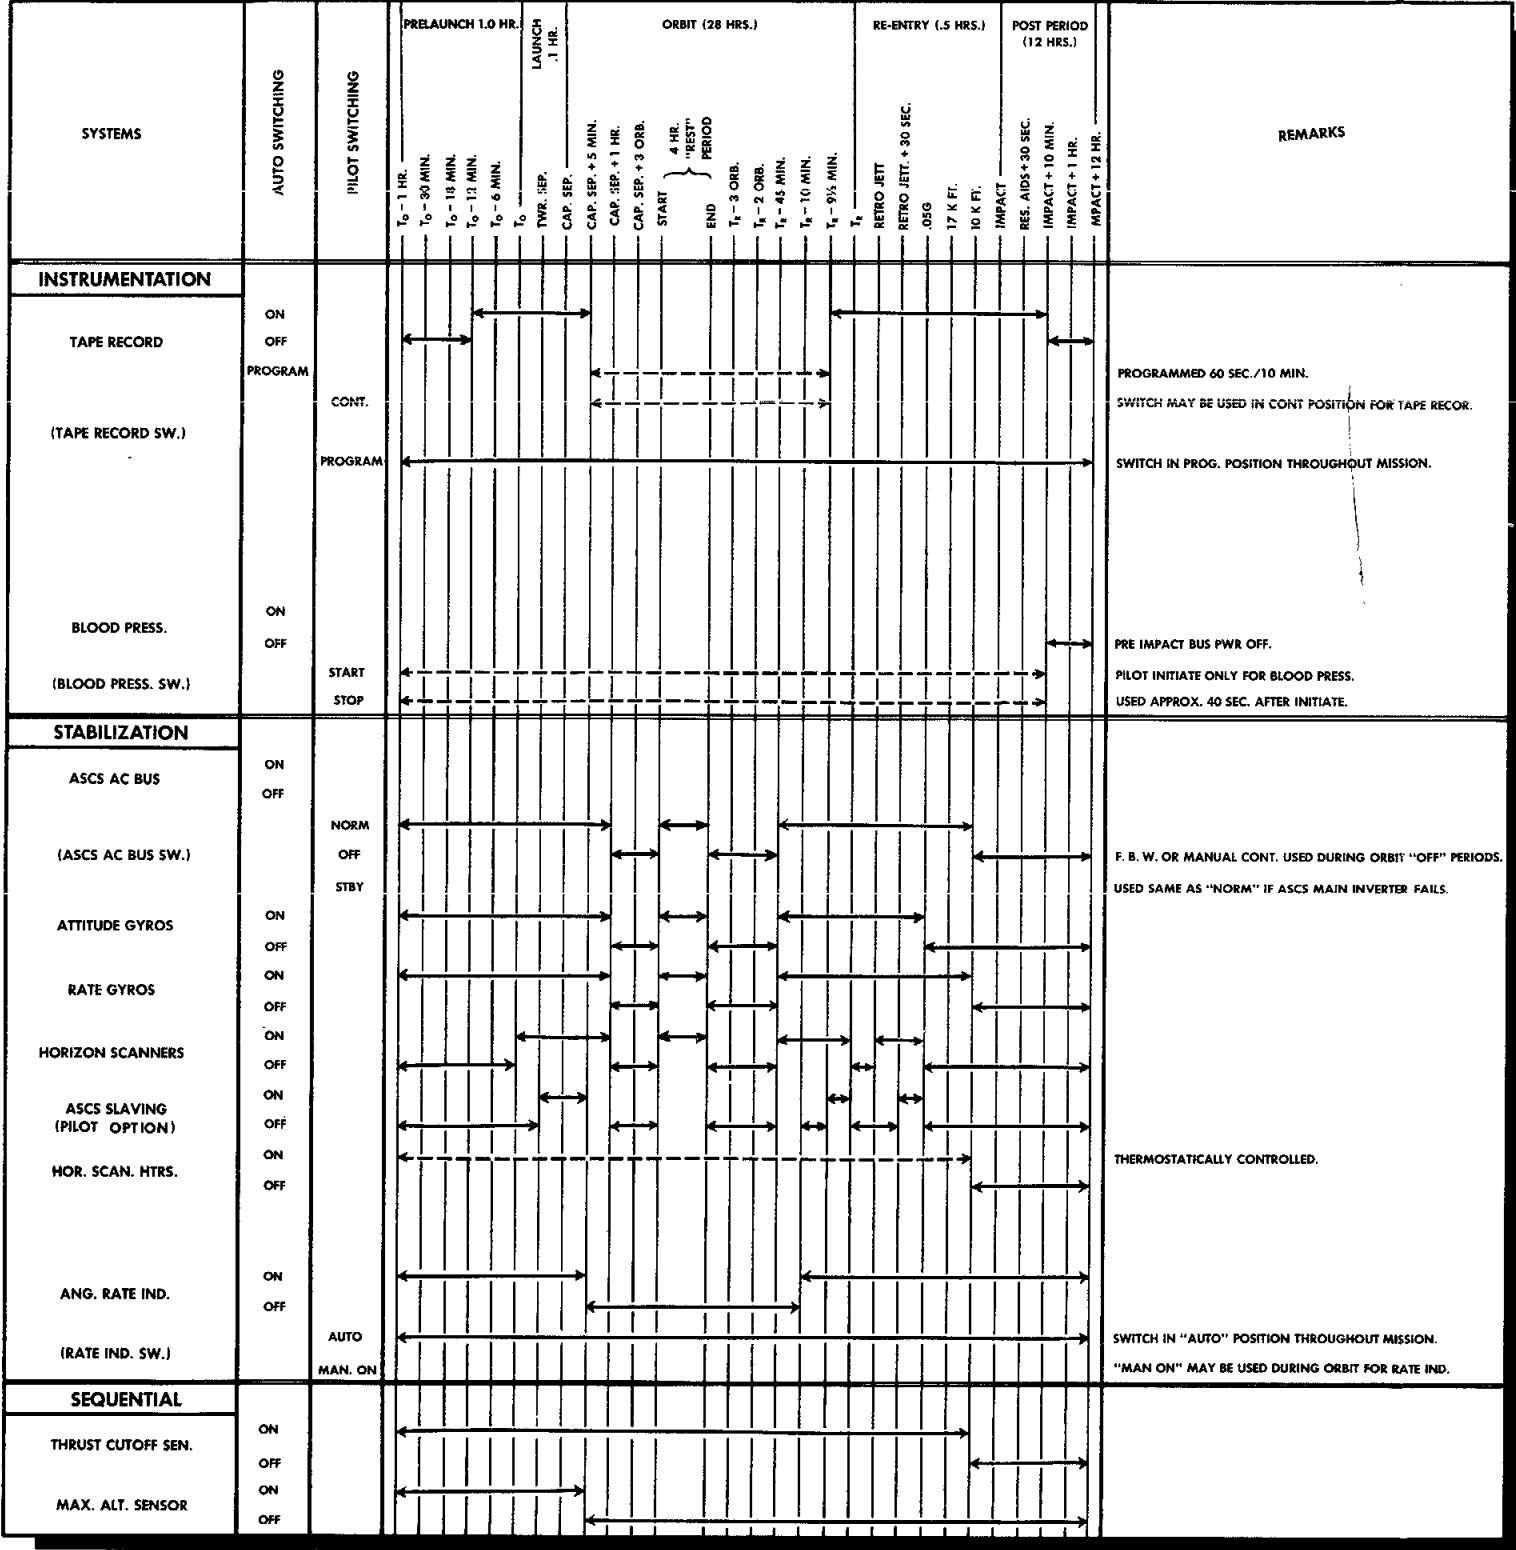 PRELAUNCH 1.0 HR.
LAUNCH
.1 HR.
ORBIT (28 HRS.)
RE-ENTRY (.5 HRS.)
POST PERIOD
(12 HRS.)
SYSTEMS
AUTO SWITCHING
PILOT SWITCHING
T₀ – 1 HR.
T₀ – 30 MIN.
T₀ – 18 MIN.
T₀ – 12 MIN.
T₀ – 6 MIN.
T₀
TWR. SEP.
CAP. SEP.
CAP. SEP. + 5 MIN.
CAP. SEP. + 1 HR.
CAP. SEP. + 3 ORB.
START
4 HR.
"REST"
PERIOD
END
Tᴿ – 3 ORB.
Tᴿ – 2 ORB.
Tᴿ – 45 MIN.
Tᴿ – 10 MIN.
Tᴿ – 9½ MIN.
Tᴿ
RETRO JETT
RETRO JETT. + 30 SEC.
.05G
17 K FT.
10 K FT.
IMPACT
RES. AIDS + 30 SEC.
IMPACT + 10 MIN.
IMPACT + 1 HR.
MPACT + 12 HR.
REMARKS
INSTRUMENTATION
ON
TAPE RECORD
OFF
PROGRAM
PROGRAMMED 60 SEC./10 MIN.
CONT.
SWITCH MAY BE USED IN CONT POSITION FOR TAPE RECOR.
(TAPE RECORD SW.)
PROGRAM
SWITCH IN PROG. POSITION THROUGHOUT MISSION.
ON
BLOOD PRESS.
OFF
PRE IMPACT BUS PWR OFF.
START
PILOT INITIATE ONLY FOR BLOOD PRESS.
(BLOOD PRESS. SW.)
STOP
USED APPROX. 40 SEC. AFTER INITIATE.
STABILIZATION
ON
ASCS AC BUS
OFF
NORM
(ASCS AC BUS SW.)
OFF
F. B. W. OR MANUAL CONT. USED DURING ORBIT "OFF" PERIODS.
STBY
USED SAME AS "NORM" IF ASCS MAIN INVERTER FAILS.
ON
ATTITUDE GYROS
OFF
ON
RATE GYROS
OFF
ON
HORIZON SCANNERS
OFF
ON
ASCS SLAVING
(PILOT OPTION)
OFF
ON
THERMOSTATICALLY CONTROLLED.
HOR. SCAN. HTRS.
OFF
ON
ANG. RATE IND.
OFF
AUTO
SWITCH IN "AUTO" POSITION THROUGHOUT MISSION.
(RATE IND. SW.)
MAN. ON
"MAN ON" MAY BE USED DURING ORBIT FOR RATE IND.
SEQUENTIAL
ON
THRUST CUTOFF SEN.
OFF
ON
MAX. ALT. SENSOR
OFF